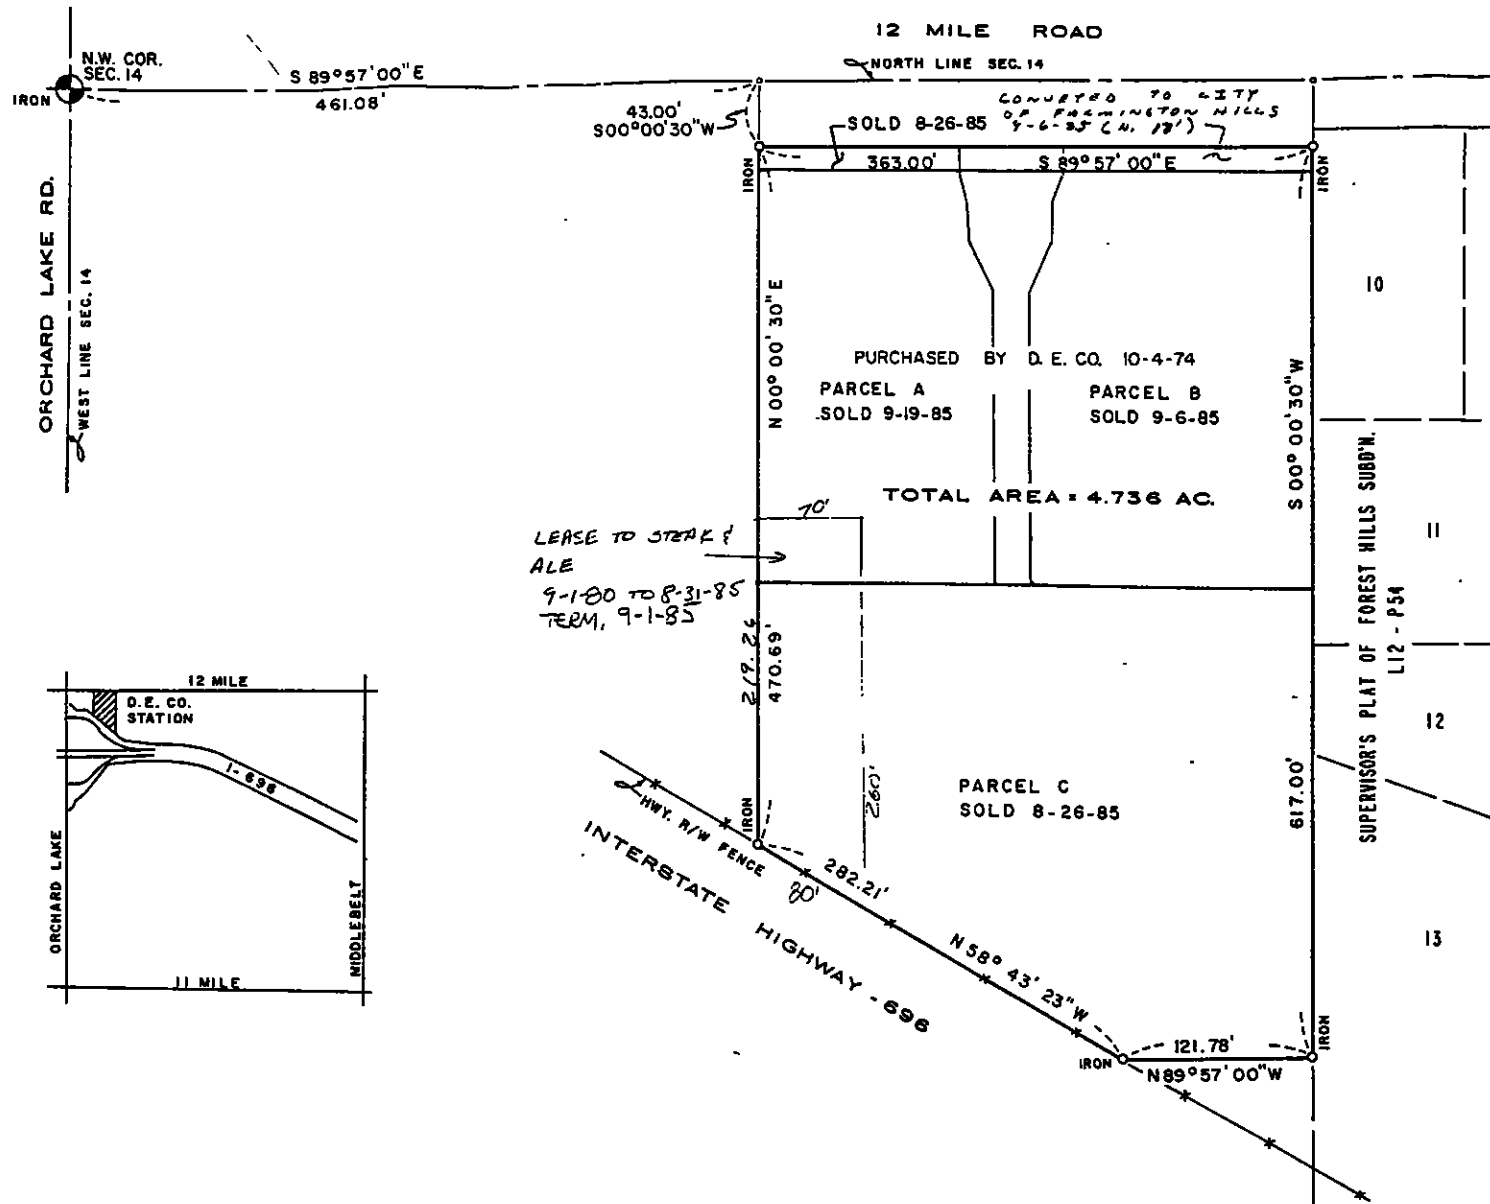 12 MILE ROAD
N.W. COR.
SEC. 14
IRON
S 89°57'00"E
461.08'
NORTH LINE SEC. 14
43.00'
S00°00'30"W
SOLD 8-26-85
CONVEYED TO CITY
OF FARMINGTON HILLS
9-6-85 (N. 17')
363.00'
S 89°57'00"E
IRON
IRON
ORCHARD LAKE RD.
WEST LINE SEC. 14
N 00°00'30"E
S 00°00'30"W
10
PURCHASED BY D. E. CO. 10-4-74
PARCEL A
SOLD 9-19-85
PARCEL B
SOLD 9-6-85
TOTAL AREA = 4.736 AC.
70'
LEASE TO STEAK &
ALE
9-1-80 TO 8-31-85
TERM. 9-1-85
219.26
470.69'
260'
SUPERVISOR'S PLAT OF FOREST HILLS SUBD'N.
L12 - P54
11
12
13
617.00'
PARCEL C
SOLD 8-26-85
IRON
HWY. R/W FENCE
80'
282.21'
N 58° 43' 23" W
INTERSTATE HIGHWAY - 696
IRON
121.78'
N89°57'00"W
IRON
12 MILE
D.E. CO.
STATION
I-696
ORCHARD LAKE
MIDDLEBELT
11 MILE